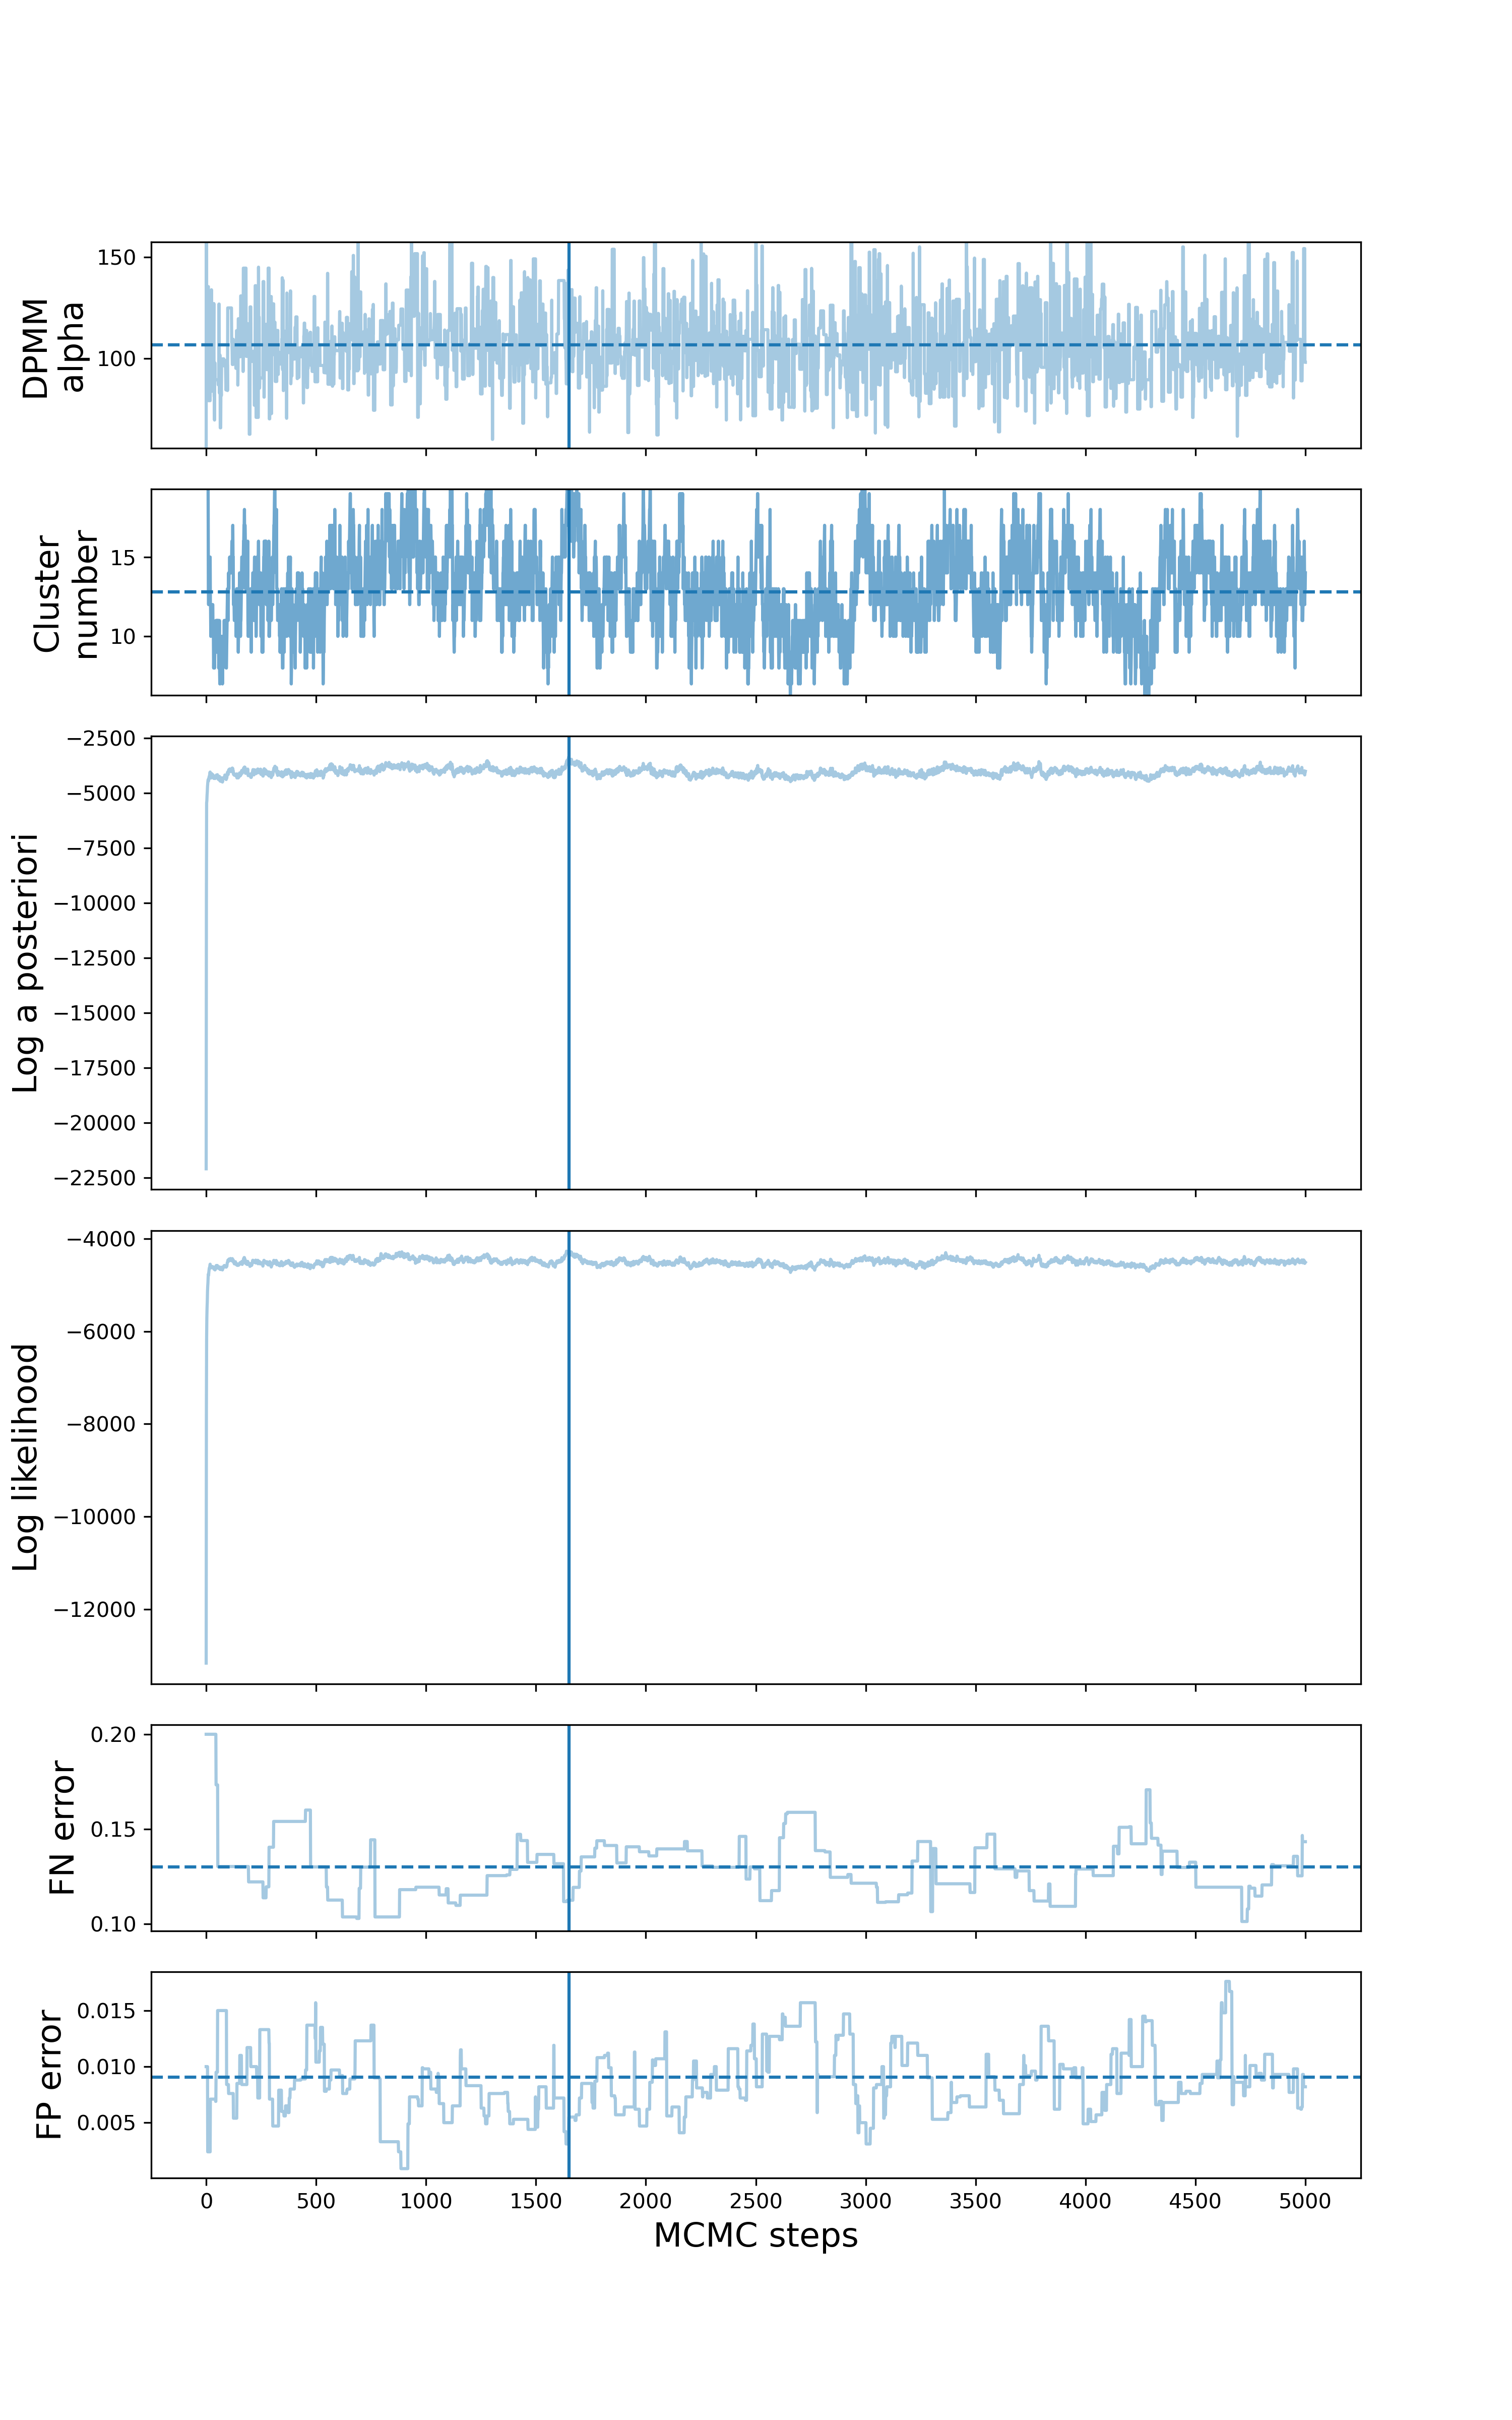 DPMM
alpha
150
100
Cluster
number
15
10
Log a posteriori
−2500
−5000
−7500
−10000
−12500
−15000
−17500
−20000
−22500
Log likelihood
−4000
−6000
−8000
−10000
−12000
FN error
0.20
0.15
0.10
FP error
0.015
0.010
0.005
0 500 1000 1500 2000 2500 3000 3500 4000 4500 5000
MCMC steps